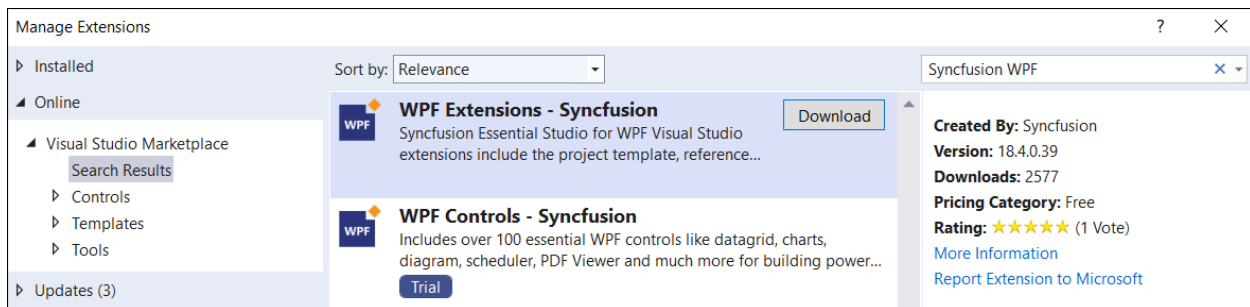 Manage Extensions
?
Installed
Online
Visual Studio Marketplace
Search Results
Controls
Templates
Tools
Updates (3)
Sort by: Relevance
WPF
WPF Extensions - Syncfusion
Download
Syncfusion Essential Studio for WPF Visual Studio
extensions include the project template, reference...
WPF
WPF Controls - Syncfusion
Includes over 100 essential WPF controls like datagrid, charts,
diagram, scheduler, PDF Viewer and much more for building power...
Trial
Syncfusion WPF
Created By: Syncfusion
Version: 18.4.0.39
Downloads: 2577
Pricing Category: Free
Rating: ★★★★★ (1 Vote)
More Information
Report Extension to Microsoft